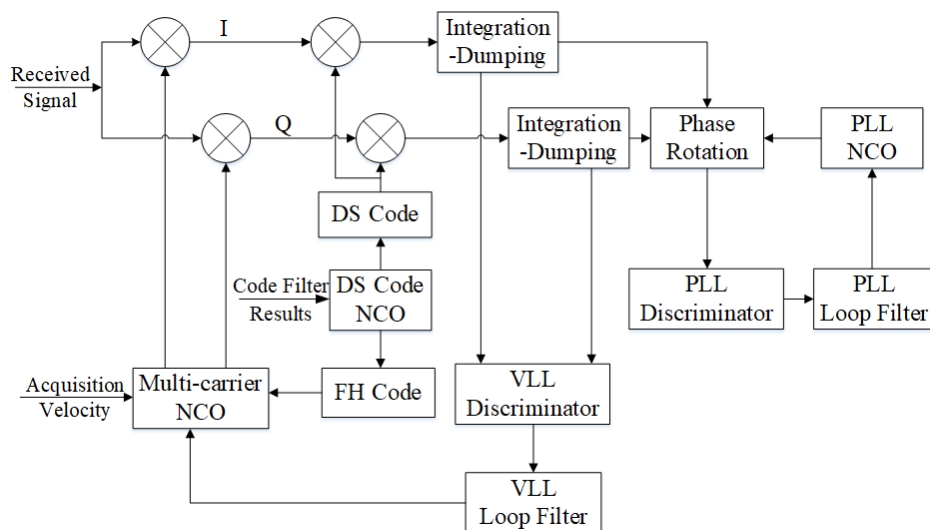 I
Integration
-Dumping
Received
Signal
Q
Integration
-Dumping
Phase
Rotation
PLL
NCO
DS Code
Code Filter
Results
DS Code
NCO
PLL
Discriminator
PLL
Loop Filter
Acquisition
Velocity
Multi-carrier
NCO
FH Code
VLL
Discriminator
VLL
Loop Filter